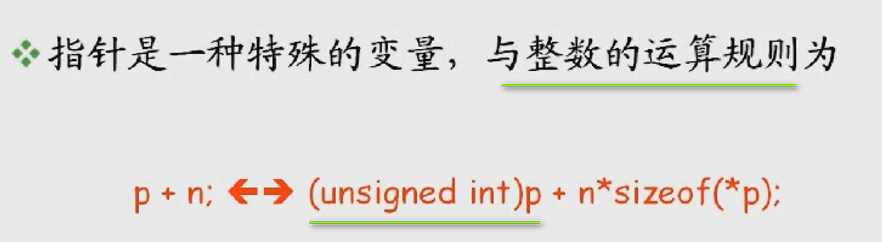 指针是一种特殊的变量，与整数的运算规则为
p + n; ←→ (unsigned int)p + n*sizeof(*p);